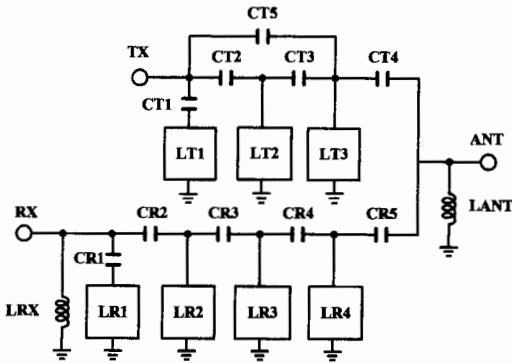 CT5
TX
CT2 CT3 CT4
CT1
LT1 LT2 LT3
ANT
LANT
RX
CR2 CR3 CR4 CR5
CR1
LRX
LR1 LR2 LR3 LR4